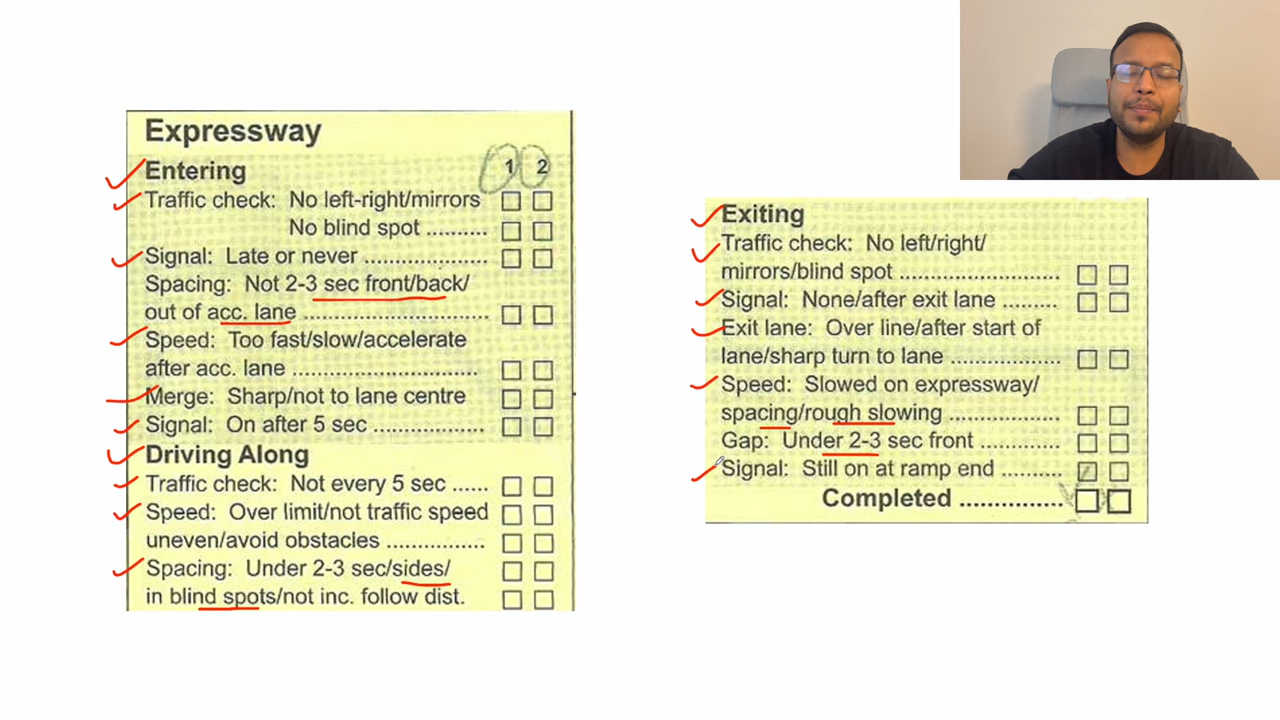 Expressway
Entering 1 2
Traffic check: No left-right/mirrors
No blind spot ..........
Signal: Late or never ....................
Spacing: Not 2-3 sec front/back/
out of acc. lane ..............................
Speed: Too fast/slow/accelerate
after acc. lane ..............................
Merge: Sharp/not to lane centre
Signal: On after 5 sec ..................
Driving Along
Traffic check: Not every 5 sec ......
Speed: Over limit/not traffic speed
uneven/avoid obstacles ................
Spacing: Under 2-3 sec/sides/
in blind spots/not inc. follow dist.
Exiting
Traffic check: No left/right/
mirrors/blind spot ..........................
Signal: None/after exit lane .........
Exit lane: Over line/after start of
lane/sharp turn to lane ..................
Speed: Slowed on expressway/
spacing/rough slowing ..................
Gap: Under 2-3 sec front .............
Signal: Still on at ramp end ..........
Completed .............